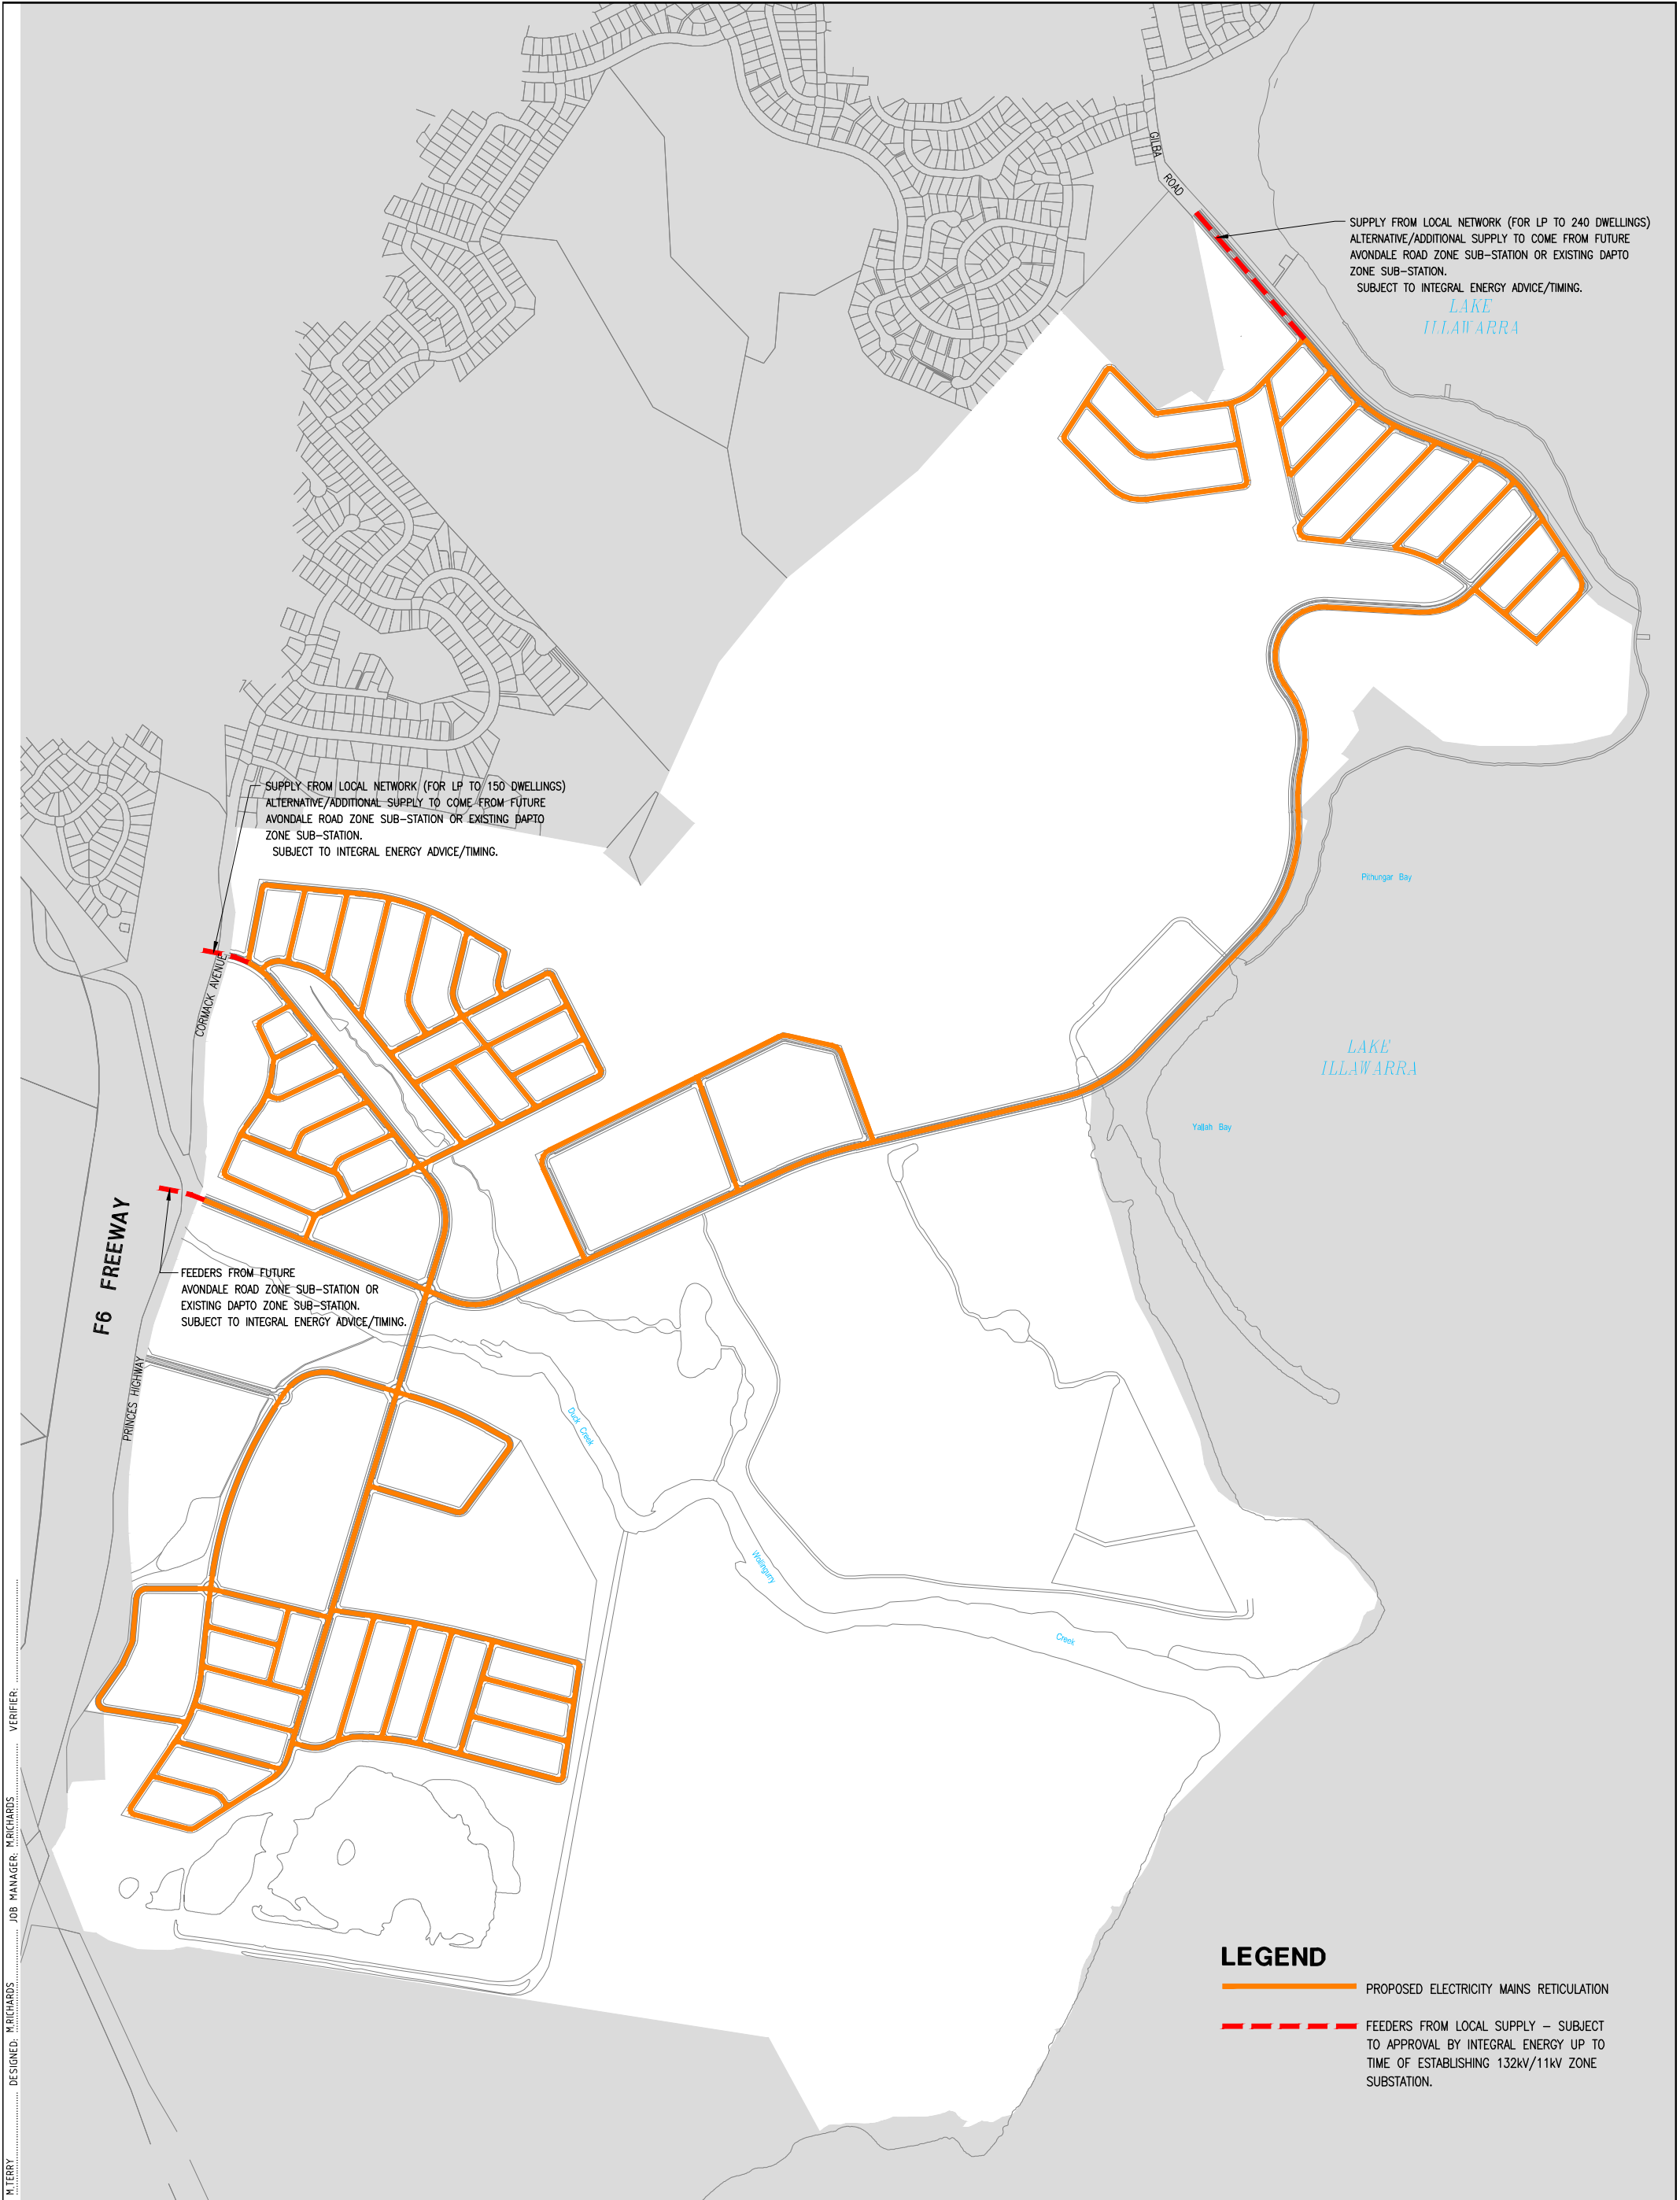 GILBA
ROAD
SUPPLY FROM LOCAL NETWORK (FOR LP TO 240 DWELLINGS)
ALTERNATIVE/ADDITIONAL SUPPLY TO COME FROM FUTURE
AVONDALE ROAD ZONE SUB-STATION OR EXISTING DAPTO
ZONE SUB-STATION.
SUBJECT TO INTEGRAL ENERGY ADVICE/TIMING.
LAKE
ILLAWARRA
SUPPLY FROM LOCAL NETWORK (FOR LP TO 150 DWELLINGS)
ALTERNATIVE/ADDITIONAL SUPPLY TO COME FROM FUTURE
AVONDALE ROAD ZONE SUB-STATION OR EXISTING DAPTO
ZONE SUB-STATION.
SUBJECT TO INTEGRAL ENERGY ADVICE/TIMING.
Pithungar Bay
CORMACK AVENUE
LAKE
ILLAWARRA
Yallah Bay
F6 FREEWAY
FEEDERS FROM FUTURE
AVONDALE ROAD ZONE SUB-STATION OR
EXISTING DAPTO ZONE SUB-STATION.
SUBJECT TO INTEGRAL ENERGY ADVICE/TIMING.
PRINCES HIGHWAY
Duck Creek
Wollingurry
Creek
LEGEND
PROPOSED ELECTRICITY MAINS RETICULATION
FEEDERS FROM LOCAL SUPPLY – SUBJECT
TO APPROVAL BY INTEGRAL ENERGY UP TO
TIME OF ESTABLISHING 132kV/11kV ZONE
SUBSTATION.
M.TERRY DESIGNED: M.RICHARDS JOB MANAGER: M.RICHARDS VERIFIER: